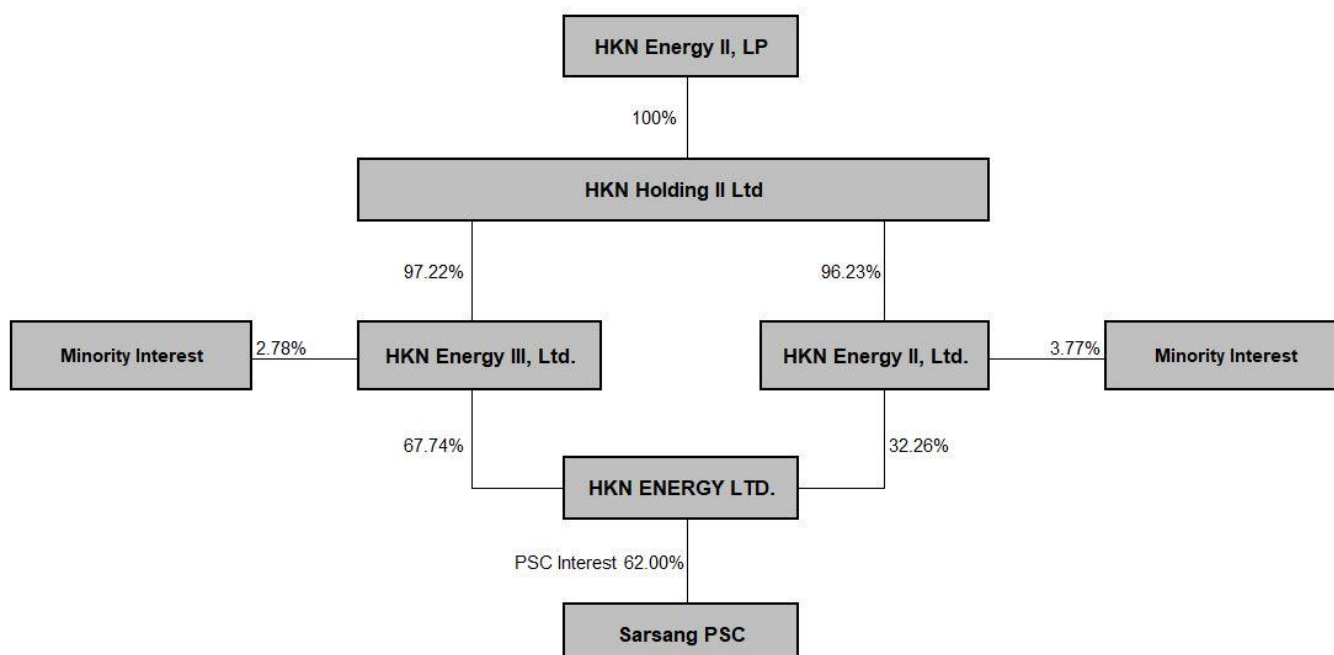 HKN Energy II, LP
100%
HKN Holding II Ltd
97.22%
96.23%
Minority Interest
2.78%
HKN Energy III, Ltd.
HKN Energy II, Ltd.
3.77%
Minority Interest
67.74%
32.26%
HKN ENERGY LTD.
PSC Interest 62.00%
Sarsang PSC